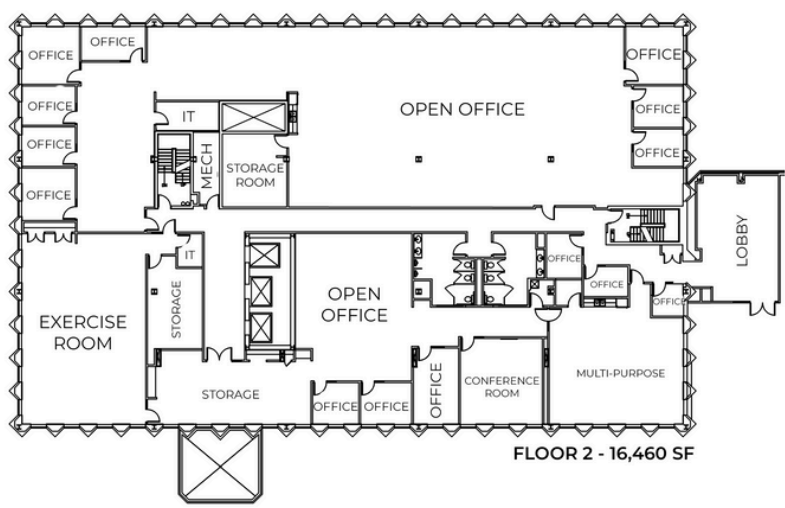 OFFICE
OFFICE
OFFICE
OFFICE
OFFICE
OFFICE
OPEN OFFICE
OFFICE
OFFICE
IT
MECH
STORAGE
ROOM
OFFICE
LOBBY
IT
OFFICE
OFFICE
OFFICE
EXERCISE
ROOM
STORAGE
OPEN
OFFICE
STORAGE
OFFICE
OFFICE
OFFICE
CONFERENCE
ROOM
MULTI-PURPOSE
FLOOR 2 - 16,460 SF